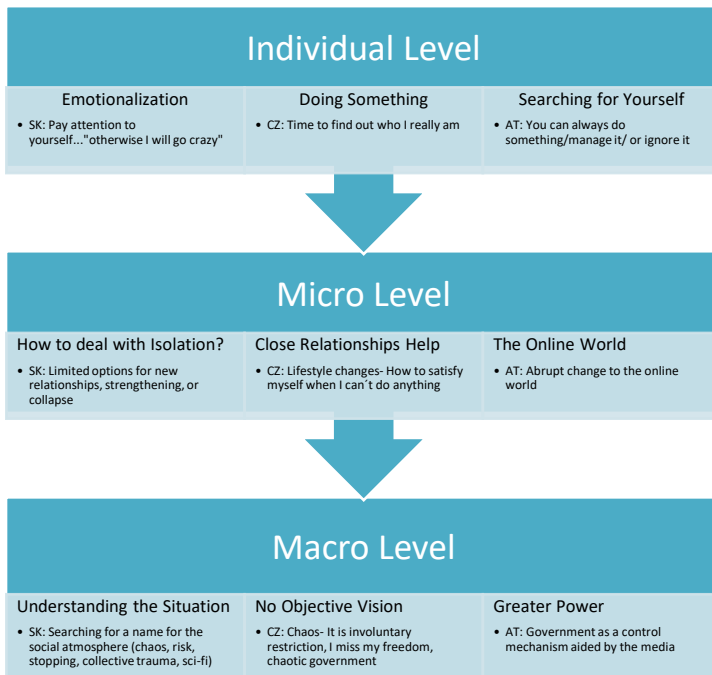 Individual Level
Emotionalization
• SK: Pay attention to
yourself..."otherwise I will go crazy"
Doing Something
• CZ: Time to find out who I really am
Searching for Yourself
• AT: You can always do
something/manage it/ or ignore it
Micro Level
How to deal with Isolation?
• SK: Limited options for new
relationships, strengthening, or
collapse
Close Relationships Help
• CZ: Lifestyle changes- How to satisfy
myself when I can´t do anything
The Online World
• AT: Abrupt change to the online
world
Macro Level
Understanding the Situation
• SK: Searching for a name for the
social atmosphere (chaos, risk,
stopping, collective trauma, sci-fi)
No Objective Vision
• CZ: Chaos- It is involuntary
restriction, I miss my freedom,
chaotic government
Greater Power
• AT: Government as a control
mechanism aided by the media